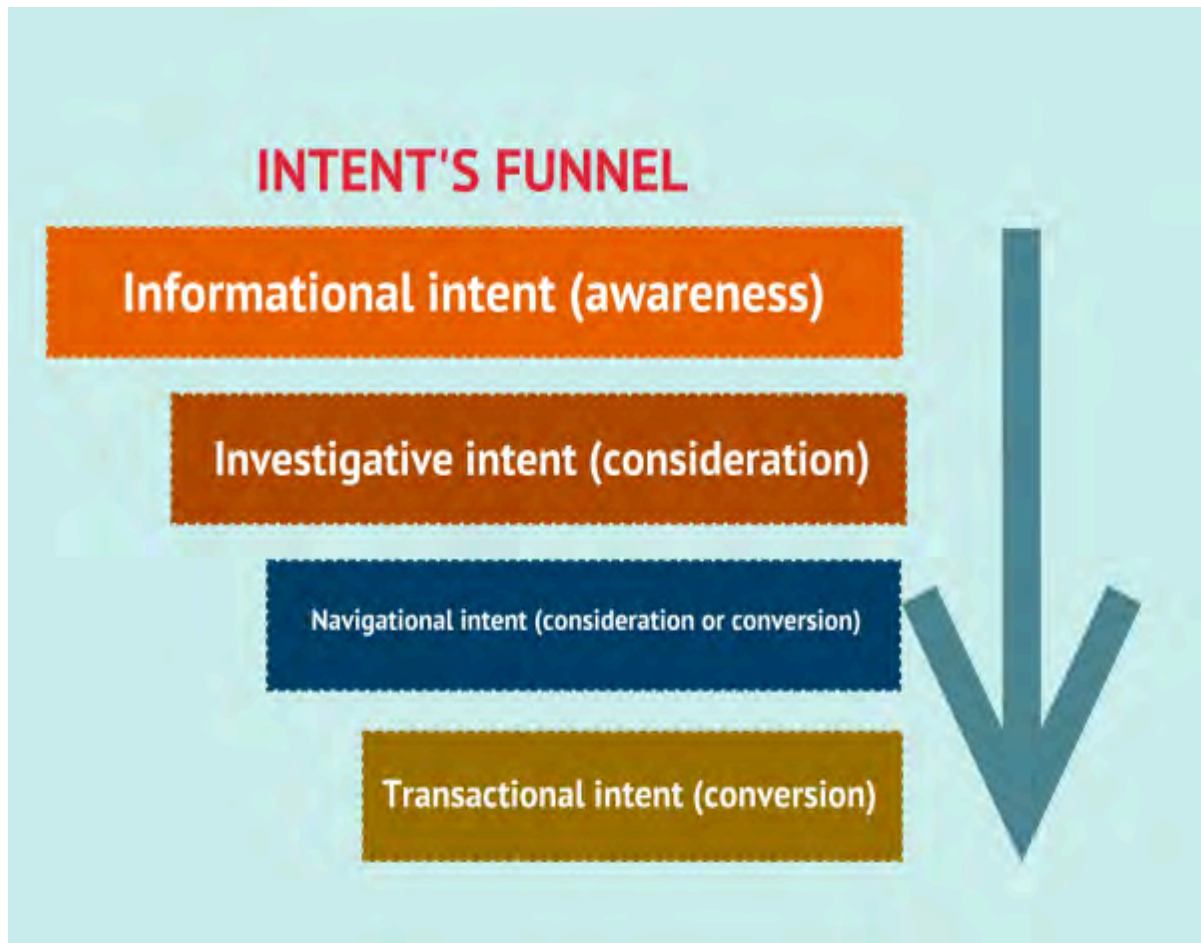 INTENT'S FUNNEL
Informational intent (awareness)
Investigative intent (consideration)
Navigational intent (consideration or conversion)
Transactional intent (conversion)